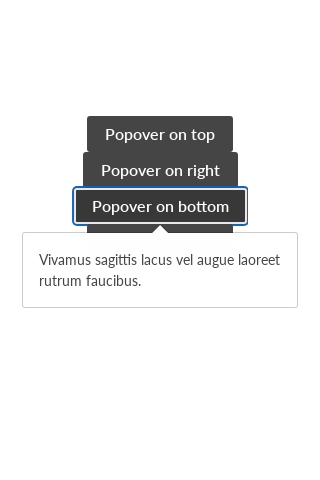 Popover on top
Popover on right
Popover on bottom
Vivamus sagittis lacus vel augue laoreet
rutrum faucibus.